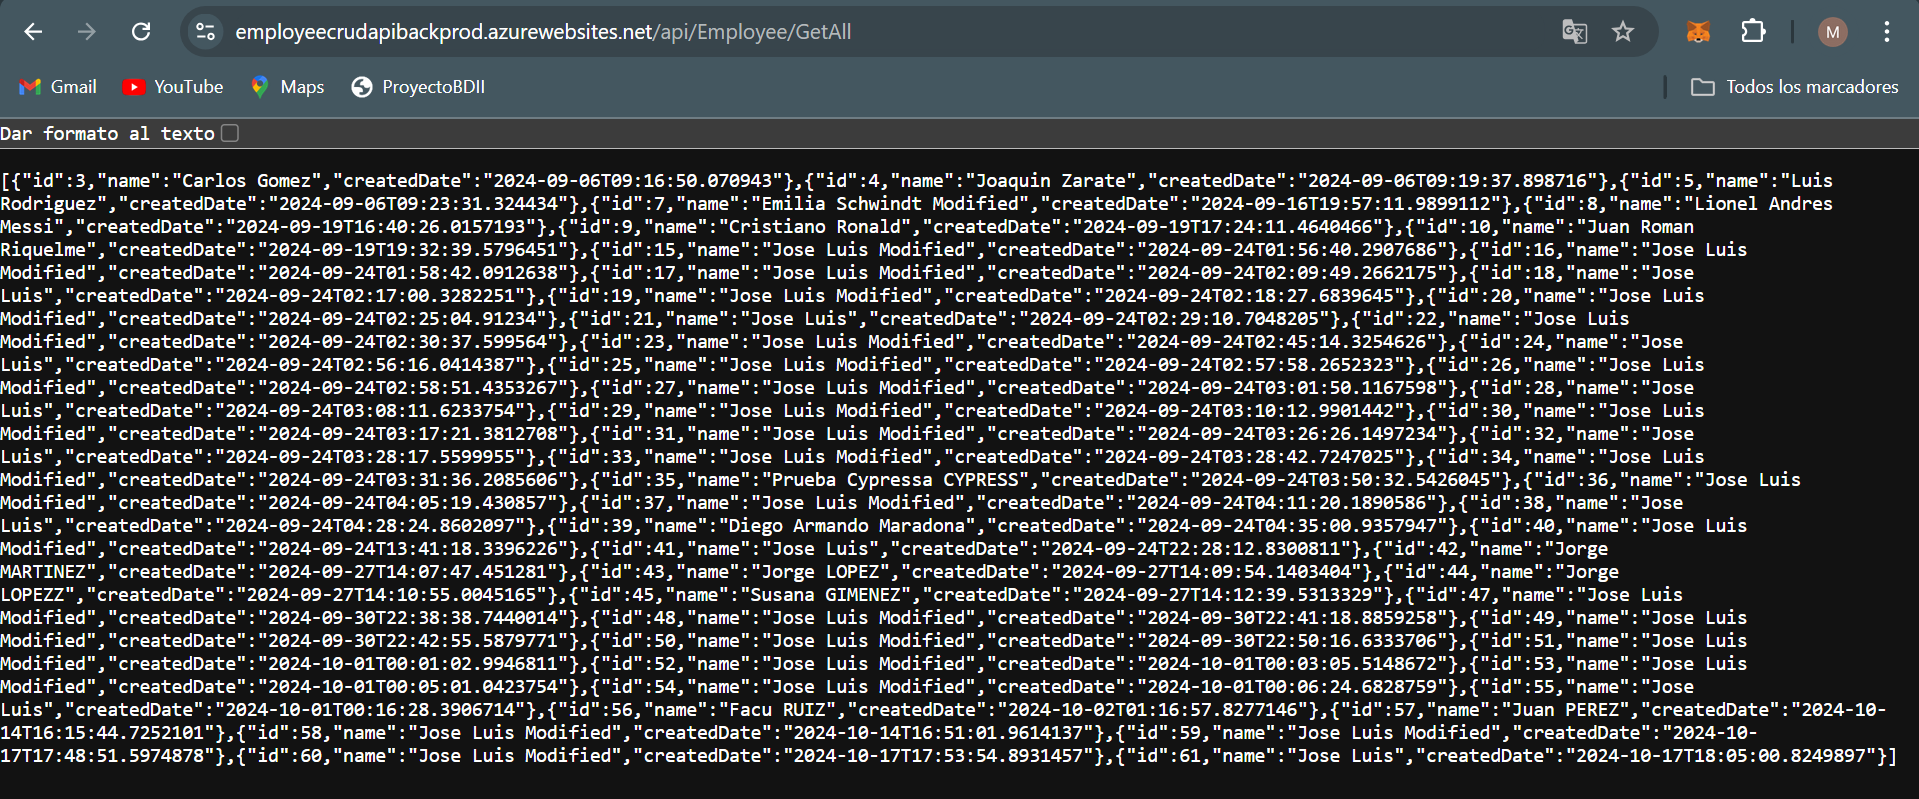 employeecrudapibackprod.azurewebsites.net/api/Employee/GetAll
M
Gmail
YouTube
Maps
ProyectoBDII
Todos los marcadores
Dar formato al texto
[{"id":3,"name":"Carlos Gomez","createdDate":"2024-09-06T09:16:50.070943"},{"id":4,"name":"Joaquin Zarate","createdDate":"2024-09-06T09:19:37.898716"},{"id":5,"name":"Luis
Rodriguez","createdDate":"2024-09-06T09:23:31.324434"},{"id":7,"name":"Emilia Schwindt Modified","createdDate":"2024-09-16T19:57:11.9899112"},{"id":8,"name":"Lionel Andres
Messi","createdDate":"2024-09-19T16:40:26.0157193"},{"id":9,"name":"Cristiano Ronald","createdDate":"2024-09-19T17:24:11.4640466"},{"id":10,"name":"Juan Roman
Riquelme","createdDate":"2024-09-19T19:32:39.5796451"},{"id":15,"name":"Jose Luis Modified","createdDate":"2024-09-24T01:56:40.2907686"},{"id":16,"name":"Jose Luis
Modified","createdDate":"2024-09-24T01:58:42.0912638"},{"id":17,"name":"Jose Luis Modified","createdDate":"2024-09-24T02:09:49.2662175"},{"id":18,"name":"Jose
Luis","createdDate":"2024-09-24T02:17:00.3282251"},{"id":19,"name":"Jose Luis Modified","createdDate":"2024-09-24T02:18:27.6839645"},{"id":20,"name":"Jose Luis
Modified","createdDate":"2024-09-24T02:25:04.91234"},{"id":21,"name":"Jose Luis","createdDate":"2024-09-24T02:29:10.7048205"},{"id":22,"name":"Jose Luis
Modified","createdDate":"2024-09-24T02:30:37.599564"},{"id":23,"name":"Jose Luis Modified","createdDate":"2024-09-24T02:45:14.3254626"},{"id":24,"name":"Jose
Luis","createdDate":"2024-09-24T02:56:16.0414387"},{"id":25,"name":"Jose Luis Modified","createdDate":"2024-09-24T02:57:58.2652323"},{"id":26,"name":"Jose Luis
Modified","createdDate":"2024-09-24T02:58:51.4353267"},{"id":27,"name":"Jose Luis Modified","createdDate":"2024-09-24T03:01:50.1167598"},{"id":28,"name":"Jose
Luis","createdDate":"2024-09-24T03:08:11.6233754"},{"id":29,"name":"Jose Luis Modified","createdDate":"2024-09-24T03:10:12.9901442"},{"id":30,"name":"Jose Luis
Modified","createdDate":"2024-09-24T03:17:21.3812708"},{"id":31,"name":"Jose Luis Modified","createdDate":"2024-09-24T03:26:26.1497234"},{"id":32,"name":"Jose
Luis","createdDate":"2024-09-24T03:28:17.5599955"},{"id":33,"name":"Jose Luis Modified","createdDate":"2024-09-24T03:28:42.7247025"},{"id":34,"name":"Jose Luis
Modified","createdDate":"2024-09-24T03:31:36.2085606"},{"id":35,"name":"Prueba Cypressa CYPRESS","createdDate":"2024-09-24T03:50:32.5426045"},{"id":36,"name":"Jose Luis
Modified","createdDate":"2024-09-24T04:05:19.430857"},{"id":37,"name":"Jose Luis Modified","createdDate":"2024-09-24T04:11:20.1890586"},{"id":38,"name":"Jose
Luis","createdDate":"2024-09-24T04:28:24.8602097"},{"id":39,"name":"Diego Armando Maradona","createdDate":"2024-09-24T04:35:00.9357947"},{"id":40,"name":"Jose Luis
Modified","createdDate":"2024-09-24T13:41:18.3396226"},{"id":41,"name":"Jose Luis","createdDate":"2024-09-24T22:28:12.8300811"},{"id":42,"name":"Jorge
MARTINEZ","createdDate":"2024-09-27T14:07:47.451281"},{"id":43,"name":"Jorge LOPEZ","createdDate":"2024-09-27T14:09:54.1403404"},{"id":44,"name":"Jorge
LOPEZZ","createdDate":"2024-09-27T14:10:55.0045165"},{"id":45,"name":"Susana GIMENEZ","createdDate":"2024-09-27T14:12:39.5313329"},{"id":47,"name":"Jose Luis
Modified","createdDate":"2024-09-30T22:38:38.7440014"},{"id":48,"name":"Jose Luis Modified","createdDate":"2024-09-30T22:41:18.8859258"},{"id":49,"name":"Jose Luis
Modified","createdDate":"2024-09-30T22:42:55.5879771"},{"id":50,"name":"Jose Luis Modified","createdDate":"2024-09-30T22:50:16.6333706"},{"id":51,"name":"Jose Luis
Modified","createdDate":"2024-10-01T00:01:02.9946811"},{"id":52,"name":"Jose Luis Modified","createdDate":"2024-10-01T00:03:05.5148672"},{"id":53,"name":"Jose Luis
Modified","createdDate":"2024-10-01T00:05:01.0423754"},{"id":54,"name":"Jose Luis Modified","createdDate":"2024-10-01T00:06:24.6828759"},{"id":55,"name":"Jose
Luis","createdDate":"2024-10-01T00:16:28.3906714"},{"id":56,"name":"Facu RUIZ","createdDate":"2024-10-02T01:16:57.8277146"},{"id":57,"name":"Juan PEREZ","createdDate":"2024-10-
14T16:15:44.7252101"},{"id":58,"name":"Jose Luis Modified","createdDate":"2024-10-14T16:51:01.9614137"},{"id":59,"name":"Jose Luis Modified","createdDate":"2024-10-
17T17:48:51.5974878"},{"id":60,"name":"Jose Luis Modified","createdDate":"2024-10-17T17:53:54.8931457"},{"id":61,"name":"Jose Luis","createdDate":"2024-10-17T18:05:00.8249897"}]